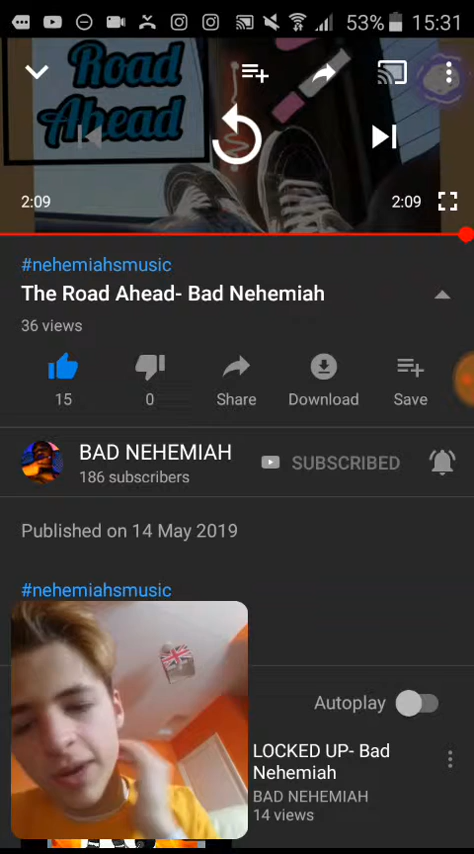 53% 15:31
Road
Ahead
2:09 2:09
#nehemiahsmusic
The Road Ahead- Bad Nehemiah
36 views
15 0 Share Download Save
BAD NEHEMIAH
186 subscribers
SUBSCRIBED
Published on 14 May 2019
#nehemiahsmusic
Autoplay
LOCKED UP- Bad
Nehemiah
BAD NEHEMIAH
14 views